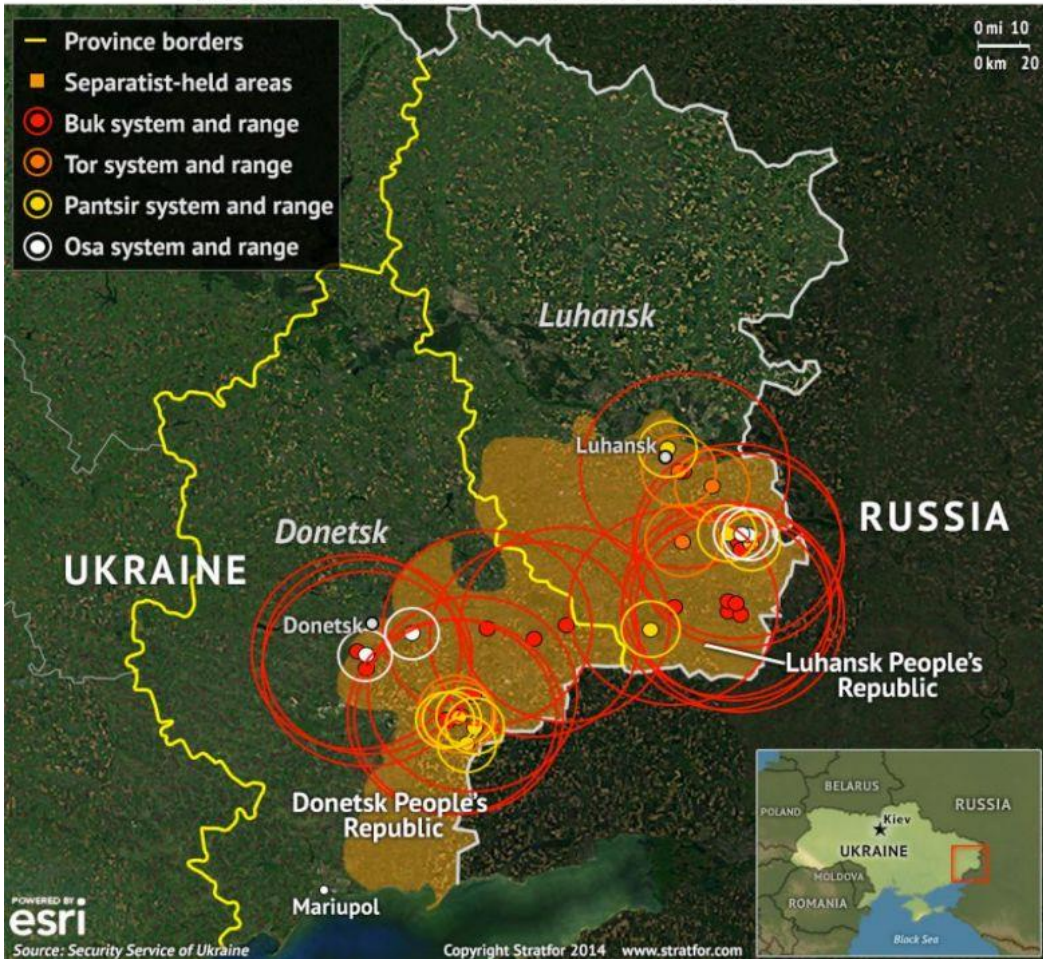 Province borders
Separatist-held areas
Buk system and range
Tor system and range
Pantsir system and range
Osa system and range
0 mi 10
0 km 20
Luhansk
Luhansk
RUSSIA
Donetsk
UKRAINE
Donetsk
Luhansk People's
Republic
Donetsk People's
Republic
Mariupol
BELARUS
POLAND
RUSSIA
Kiev
UKRAINE
MOLDOVA
ROMANIA
Black Sea
POWERED BY
esri
Source: Security Service of Ukraine
Copyright Stratfor 2014 www.stratfor.com